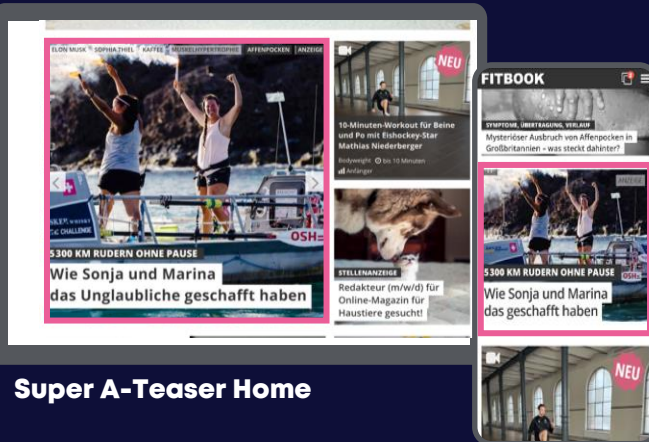 ELON MUSK SOPHIA THIEL KAFFEE MUSKELHYPERTROPHIE AFFENPOCKEN ANZEIGE
CHALLENGE
OSH
5300 KM RUDERN OHNE PAUSE
Wie Sonja und Marina
das Unglaubliche geschafft haben
NEU
10-Minuten-Workout für Beine
und Po mit Eishockey-Star
Mathias Niederberger
Bodyweight bis 10 Minuten
Anfänger
STELLENANZEIGE
Redakteur (m/w/d) für
Online-Magazin für
Haustiere gesucht!
FITBOOK
SYMPTOME, ÜBERTRAGUNG, VERLAUF
Mysteriöser Ausbruch von Affenpocken in
Großbritannien – was steckt dahinter?
ANZEIGE
OSH
5300 KM RUDERN OHNE PAUSE
Wie Sonja und Marina
das geschafft haben
NEU
Super A-Teaser Home